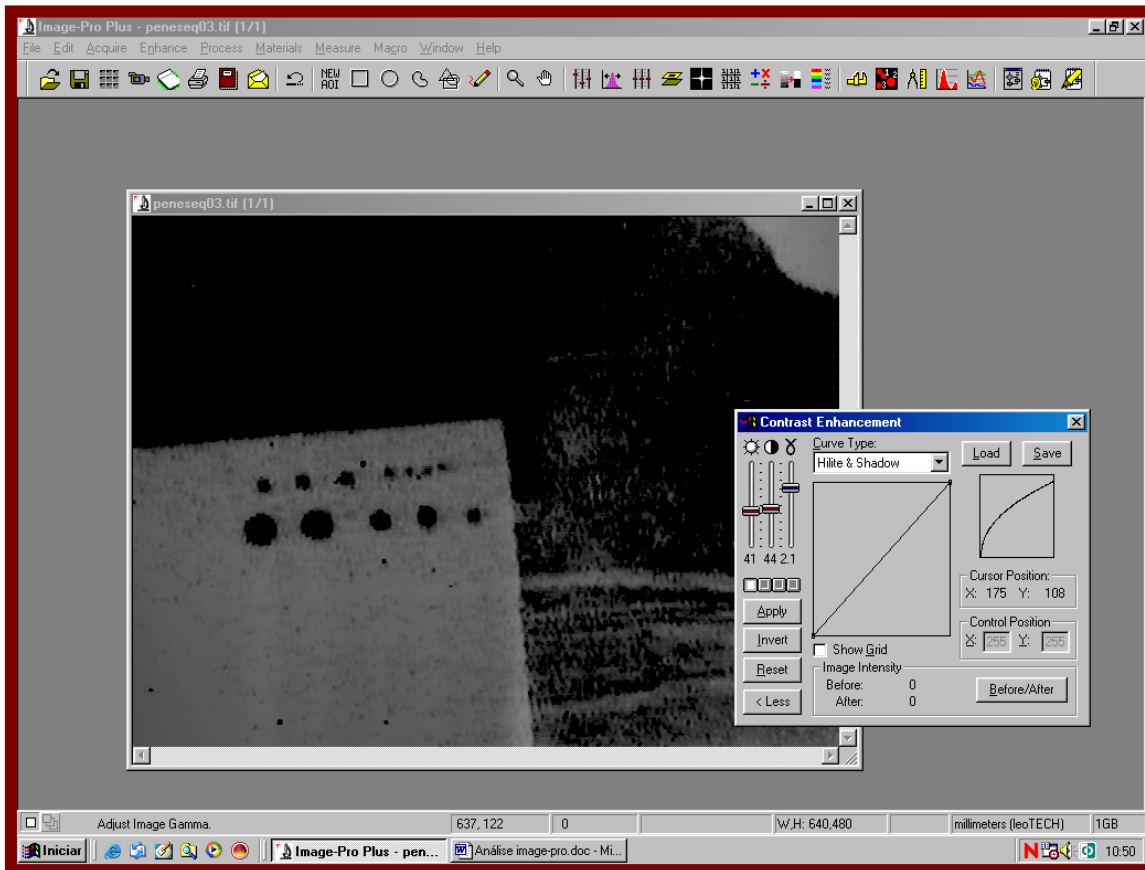 Image-Pro Plus - peneseq03.tif (1/1)
File Edit Acquire Enhance Process Materials Measure Macro Window Help
NEW AOI
peneseq03.tif (1/1)
Contrast Enhancement
Curve Type:
Hilite & Shadow
Load Save
41 44 2.1
Cursor Position:
X: 175 Y: 108
Apply
Control Position
X: 255 Y: 255
Invert
Show Grid
Reset
Image Intensity
Before: 0
After: 0
Before/After
< Less
Adjust Image Gamma. 637, 122 0 W,H: 640,480 millimeters (leoTECH) 1GB
Iniciar Image-Pro Plus - pen... Análise image-pro.doc - Mi... N 10:50